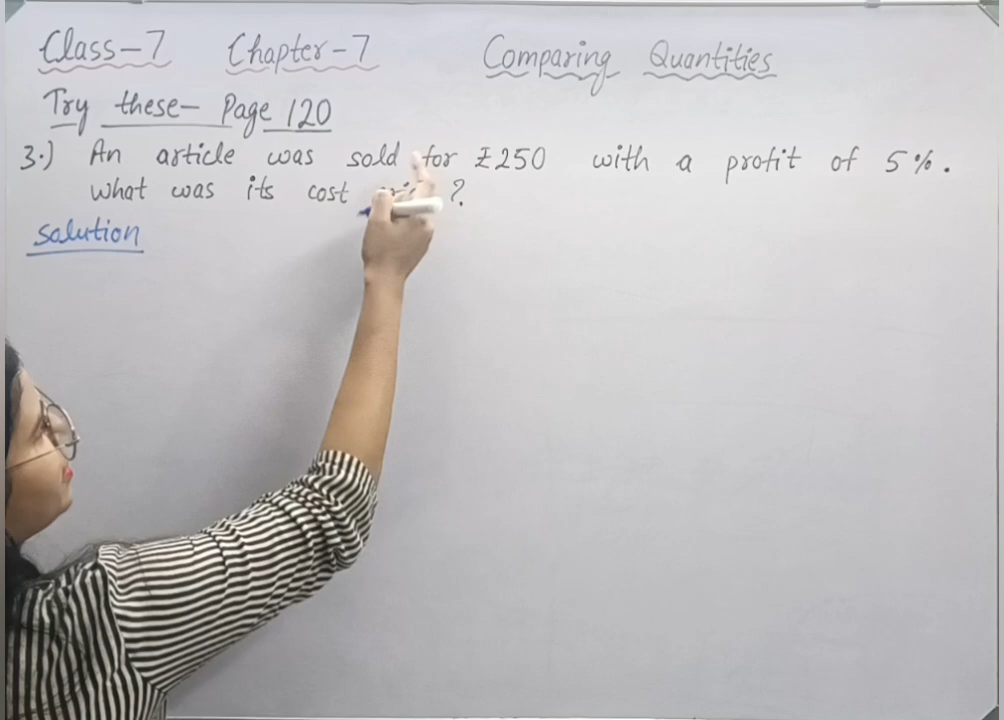 Class-7 Chapter-7 Comparing Quantities
Try these- Page 120
3.) An article was sold for ₹250 with a profit of 5%.
What was its cost ?
Solution